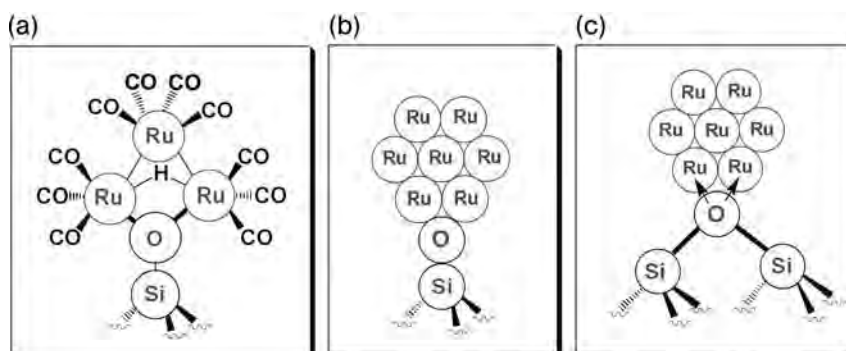 (a)
CO CO
CO CO
Ru
CO H CO
CO Ru Ru CO
CO O CO
Si
(b)
Ru Ru
Ru Ru Ru
Ru Ru
O
Si
(c)
Ru Ru
Ru Ru Ru
Ru Ru
O
Si Si